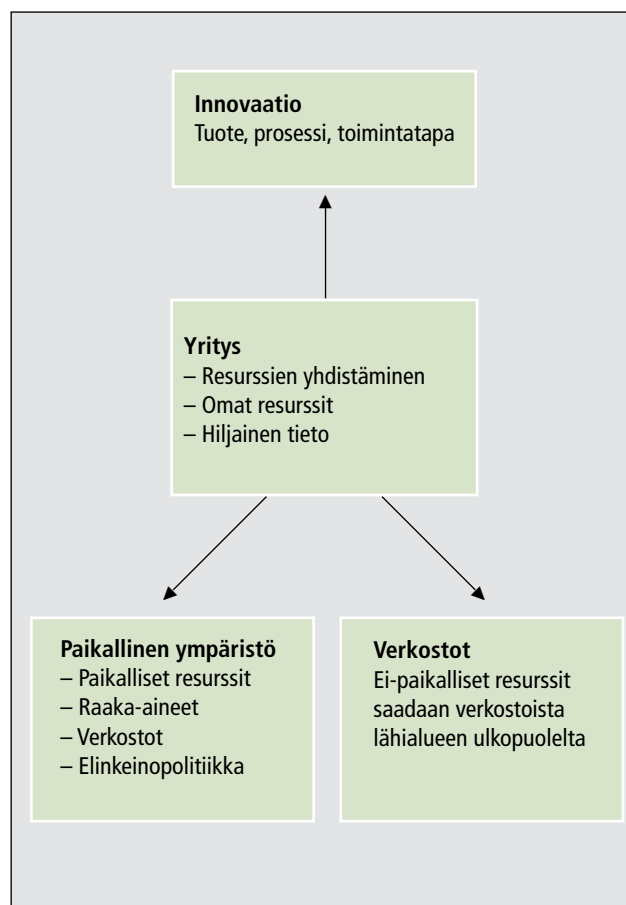 Innovaatio
Tuote, prosessi, toimintatapa
Yritys
– Resurssien yhdistäminen
– Omat resurssit
– Hiljainen tieto
Paikallinen ympäristö
– Paikalliset resurssit
– Raaka-aineet
– Verkostot
– Elinkeinopolitiikka
Verkostot
Ei-paikalliset resurssit
saadaan verkostoista
lähialueen ulkopuolelta